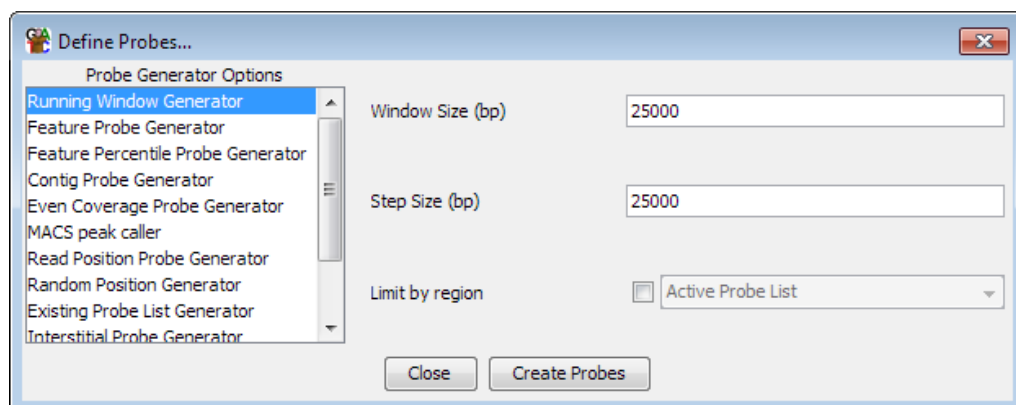 Define Probes...
Probe Generator Options
Running Window Generator
Feature Probe Generator
Feature Percentile Probe Generator
Contig Probe Generator
Even Coverage Probe Generator
MACS peak caller
Read Position Probe Generator
Random Position Generator
Existing Probe List Generator
Interstitial Probe Generator
Window Size (bp)
25000
Step Size (bp)
25000
Limit by region
Active Probe List
Close
Create Probes